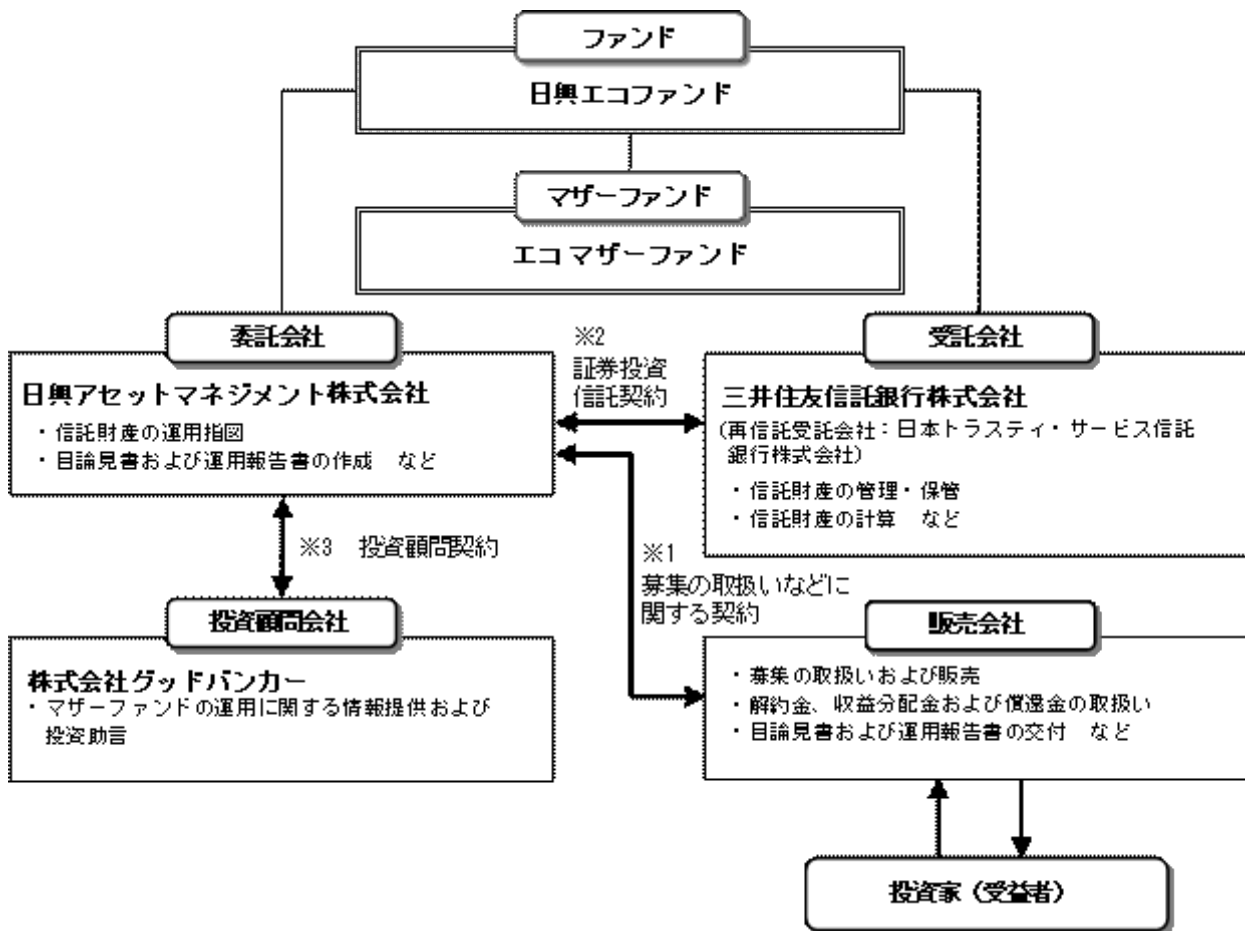 ファンド
日興エコファンド
マザーファンド
エコマザーファンド
委託会社
日興アセットマネジメント株式会社
・信託財産の運用指図
・目論見書および運用報告書の作成　など
※2
証券投資
信託契約
受託会社
三井住友信託銀行株式会社
(再信託受託会社：日本トラスティ・サービス信託
銀行株式会社)
・信託財産の管理・保管
・信託財産の計算　など
※3　投資顧問契約
※1
募集の取扱いなどに
関する契約
投資顧問会社
株式会社グッドバンカー
・マザーファンドの運用に関する情報提供および
投資助言
販売会社
・募集の取扱いおよび販売
・解約金、収益分配金および償還金の取扱い
・目論見書および運用報告書の交付　など
投資家（受益者）